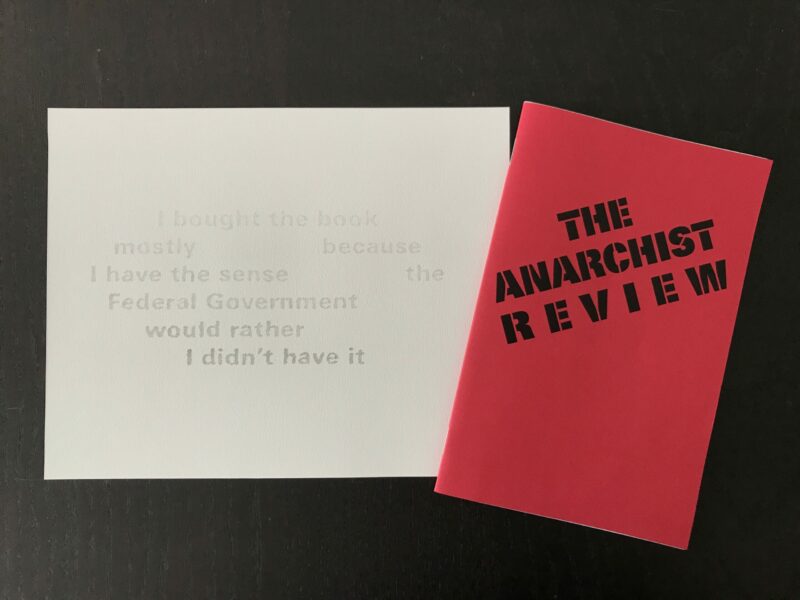 I bought the book
mostly because
I have the sense the
Federal Government
would rather
I didn't have it
THE
ANARCHIST
REVIEW